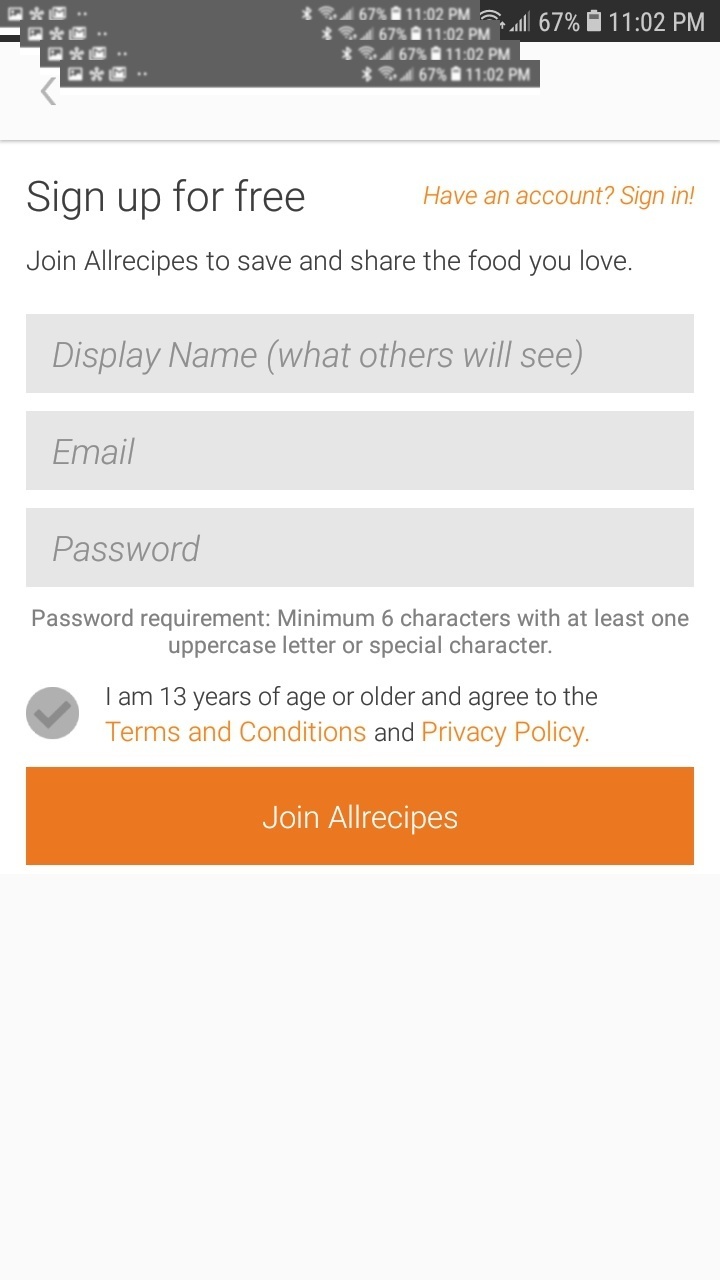 67% 11:02 PM
67% 11:02 PM
67% 11:02 PM
67% 11:02 PM
67% 11:02 PM
Sign up for free
Have an account? Sign in!
Join Allrecipes to save and share the food you love.
Display Name (what others will see)
Email
Password
Password requirement: Minimum 6 characters with at least one
uppercase letter or special character.
I am 13 years of age or older and agree to the
Terms and Conditions and Privacy Policy.
Join Allrecipes